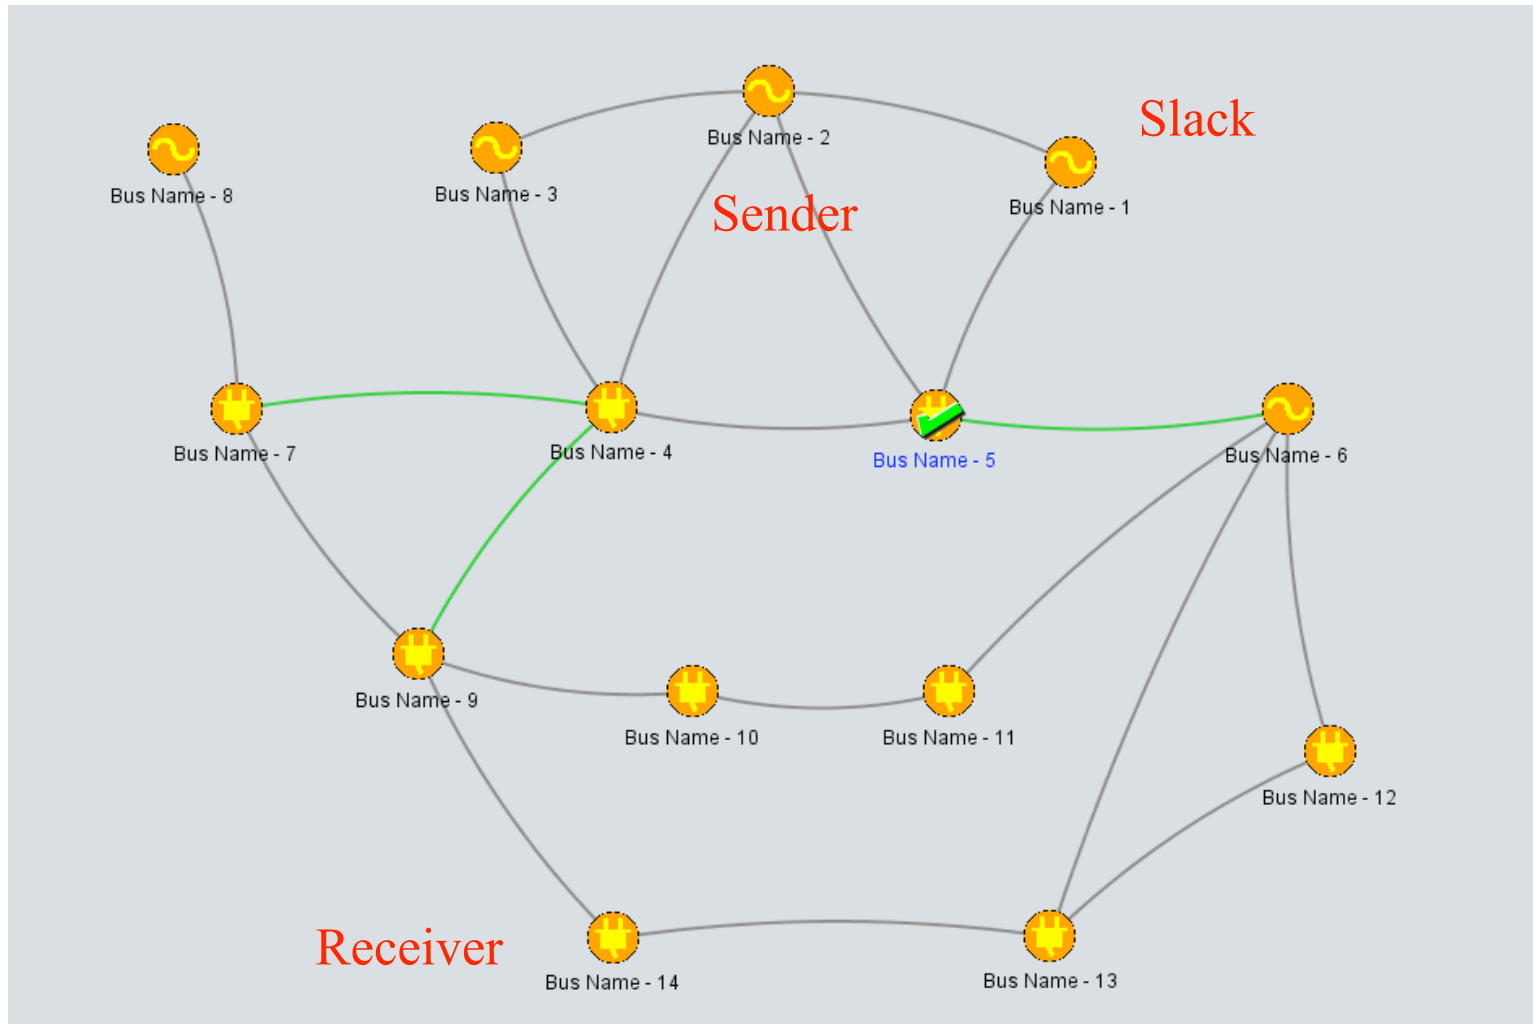 Slack
Bus Name - 2
Bus Name - 8
Bus Name - 3
Bus Name - 1
Sender
Bus Name - 7
Bus Name - 4
Bus Name - 5
Bus Name - 6
Bus Name - 9
Bus Name - 10
Bus Name - 11
Bus Name - 12
Receiver
Bus Name - 14
Bus Name - 13